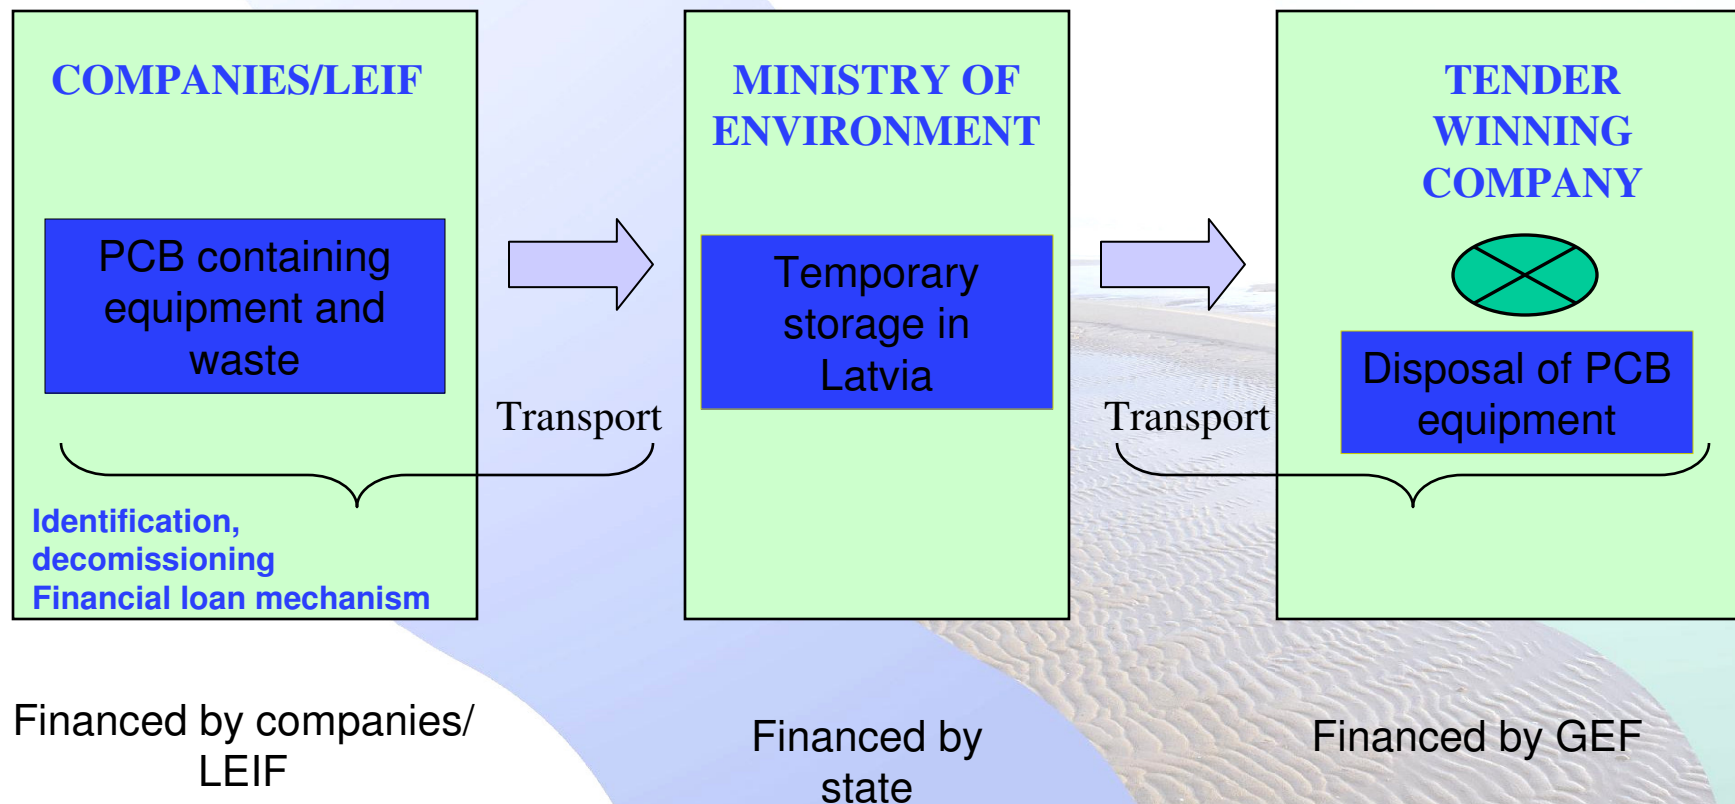 COMPANIES/LEIF
PCB containing
equipment and
waste
Identification,
decomissioning
Financial loan mechanism
Transport
MINISTRY OF
ENVIRONMENT
Temporary
storage in
Latvia
Transport
TENDER
WINNING
COMPANY
Disposal of PCB
equipment
Financed by companies/
LEIF
Financed by
state
Financed by GEF